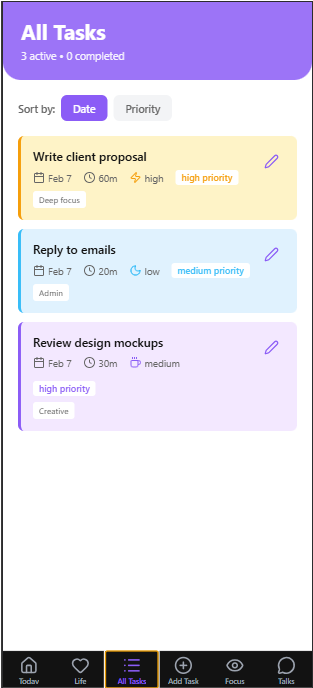 All Tasks
3 active • 0 completed
Sort by: Date Priority
Write client proposal
Feb 7 60m high high priority
Deep focus
Reply to emails
Feb 7 20m low medium priority
Admin
Review design mockups
Feb 7 30m medium
high priority
Creative
Today Life All Tasks Add Task Focus Talks